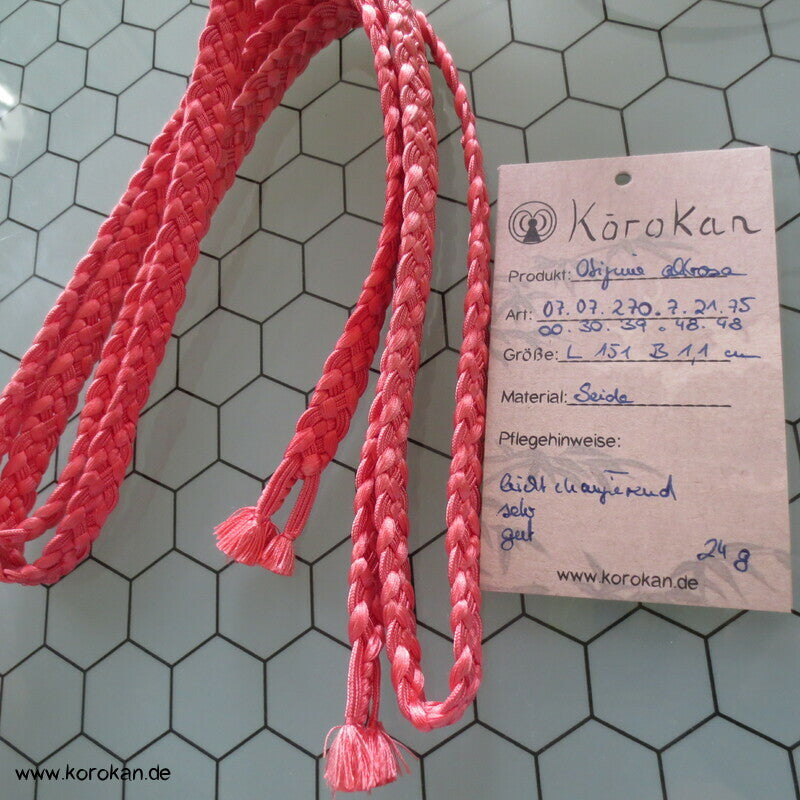 Kōrokan
Produkt: Obijime altrosa
Art: 07.07.270.7.21.75
00.30.39.48.48
Größe: L 151 B 1,1 cm
Material: Seide
Pflegehinweise:
leicht changierend
sehr
gut
24 g
www.korokan.de
www.korokan.de